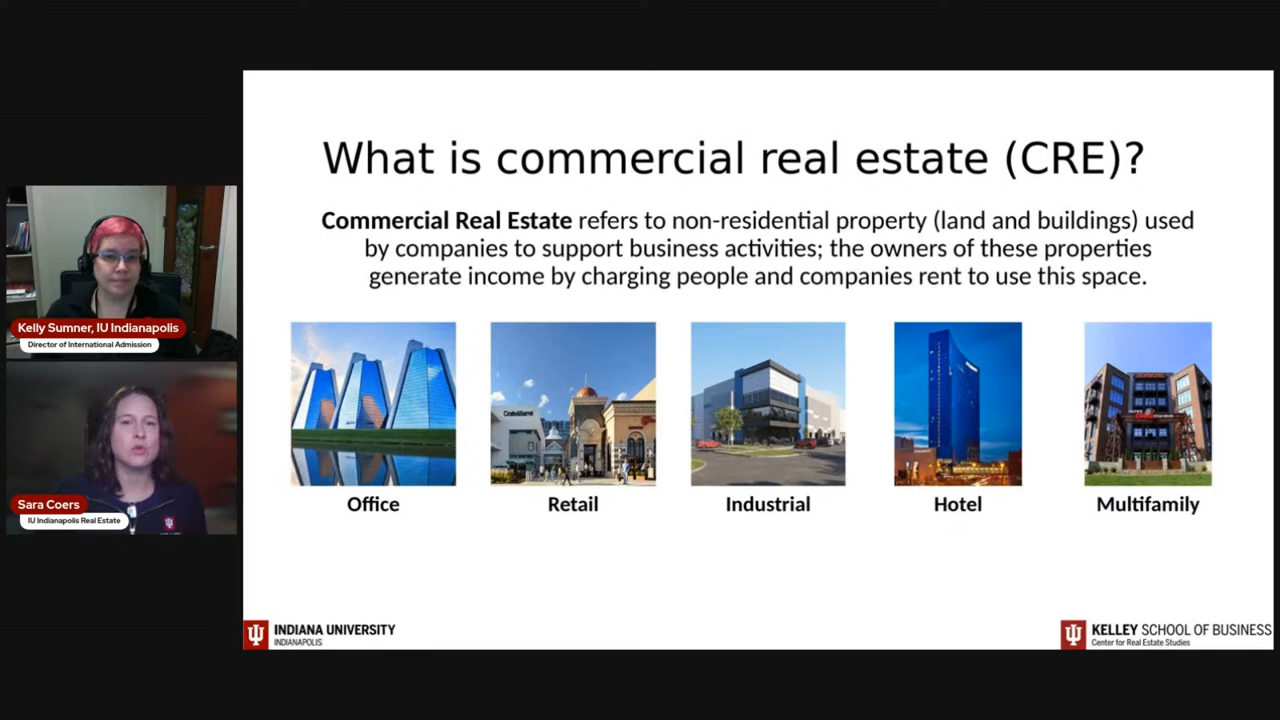 What is commercial real estate (CRE)?
Commercial Real Estate refers to non-residential property (land and buildings) used
by companies to support business activities; the owners of these properties
generate income by charging people and companies rent to use this space.
Crate&Barrel
Office
Retail
Industrial
Hotel
Multifamily
Kelly Sumner, IU Indianapolis
Director of International Admission
Sara Coers
IU Indianapolis Real Estate
INDIANA UNIVERSITY
INDIANAPOLIS
KELLEY SCHOOL OF BUSINESS
Center for Real Estate Studies